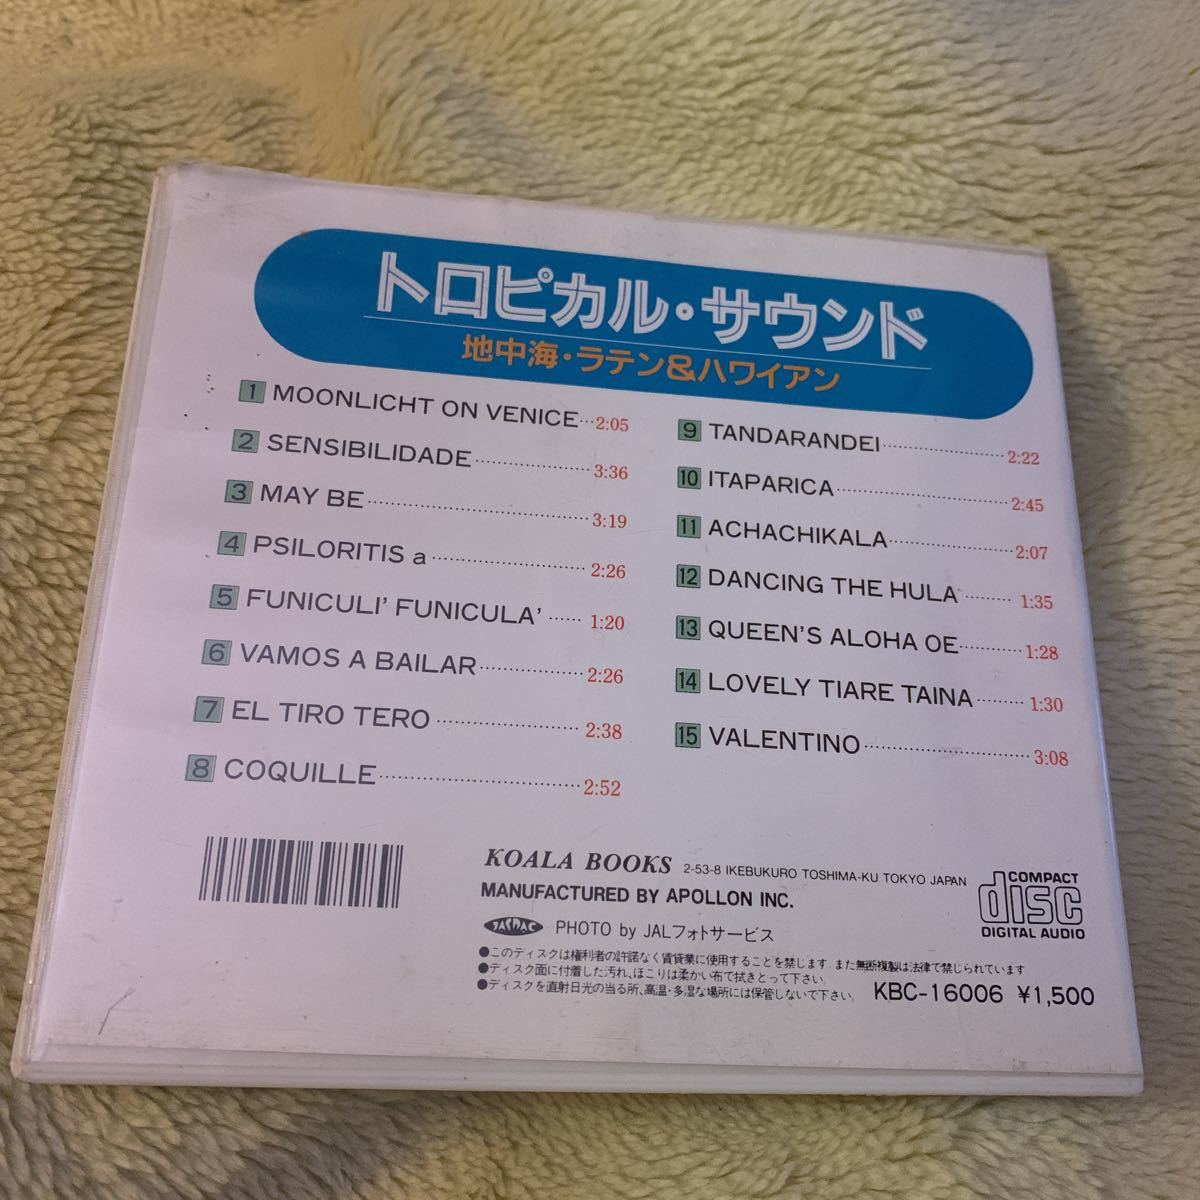 トロピカル・サウンド
地中海・ラテン&ハワイアン
1 MOONLICHT ON VENICE 2:05
2 SENSIBILIDADE 3:36
3 MAY BE 3:19
4 PSILORITIS a 2:26
5 FUNICULI' FUNICULA' 1:20
6 VAMOS A BAILAR 2:26
7 EL TIRO TERO 2:38
8 COQUILLE 2:52
9 TANDARANDEI 2:22
10 ITAPARICA 2:45
11 ACHACHIKALA 2:07
12 DANCING THE HULA 1:35
13 QUEEN'S ALOHA OE 1:28
14 LOVELY TIARE TAINA 1:30
15 VALENTINO 3:08
KOALA BOOKS 2-53-8 IKEBUKURO TOSHIMA-KU TOKYO JAPAN
MANUFACTURED BY APOLLON INC.
JASRAC PHOTO by JALフォトサービス
COMPACT
disc
DIGITAL AUDIO
●このディスクは権利者の許諾なく賃貸業に使用することを禁じます。また無断複製は法律で禁じられています
●ディスク面に付着した汚れ、ほこりは柔かい布で拭きとって下さい。
●ディスクを直射日光の当る所、高温・多湿な場所には保管しないで下さい。
KBC-16006 ¥1,500